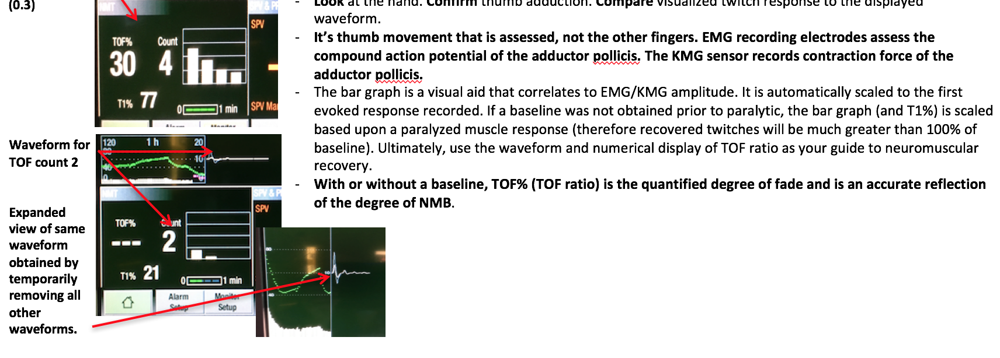 (0.3)
NMT
SPV & P
SPV
TOF%
Count
30
4
T1% 77
0
1 min
SPV Ma
- Look at the hand. Confirm thumb adduction. Compare visualized twitch response to the displayed
waveform.
- It’s thumb movement that is assessed, not the other fingers. EMG recording electrodes assess the
compound action potential of the adductor pollicis. The KMG sensor records contraction force of the
adductor pollicis.
- The bar graph is a visual aid that correlates to EMG/KMG amplitude. It is automatically scaled to the first
evoked response recorded. If a baseline was not obtained prior to paralytic, the bar graph (and T1%) is scaled
based upon a paralyzed muscle response (therefore recovered twitches will be much greater than 100% of
baseline). Ultimately, use the waveform and numerical display of TOF ratio as your guide to neuromuscular
recovery.
- With or without a baseline, TOF% (TOF ratio) is the quantified degree of fade and is an accurate reflection
of the degree of NMB.
Waveform for
TOF count 2
120
1 h
20
80
10
40
0
NMT
SPV & P
SPV
TOF%
Count
---
2
T1% 21
0
1 min
Alarm
Setup
Monitor
Setup
Expanded
view of same
waveform
obtained by
temporarily
removing all
other
waveforms.
80
10
40